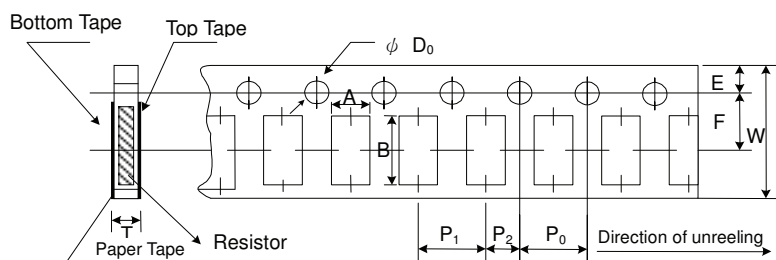 Bottom Tape
Top Tape
ψ D₀
A
B
E
F
W
T
Paper Tape
Resistor
P₁
P₂
P₀
Direction of unreeling